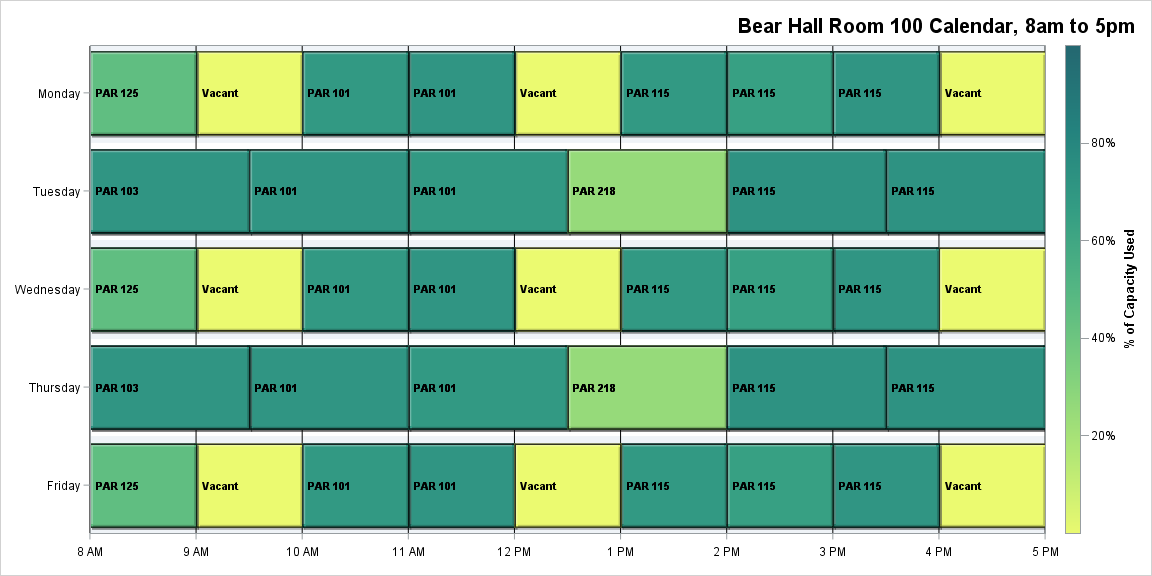 Bear Hall Room 100 Calendar, 8am to 5pm
Monday
PAR 125
Vacant
PAR 101
PAR 101
Vacant
PAR 115
PAR 115
PAR 115
Vacant
Tuesday
PAR 103
PAR 101
PAR 101
PAR 218
PAR 115
PAR 115
Wednesday
PAR 125
Vacant
PAR 101
PAR 101
Vacant
PAR 115
PAR 115
PAR 115
Vacant
Thursday
PAR 103
PAR 101
PAR 101
PAR 218
PAR 115
PAR 115
Friday
PAR 125
Vacant
PAR 101
PAR 101
Vacant
PAR 115
PAR 115
PAR 115
Vacant
8 AM
9 AM
10 AM
11 AM
12 PM
1 PM
2 PM
3 PM
4 PM
5 PM
80%
60%
40%
20%
% of Capacity Used